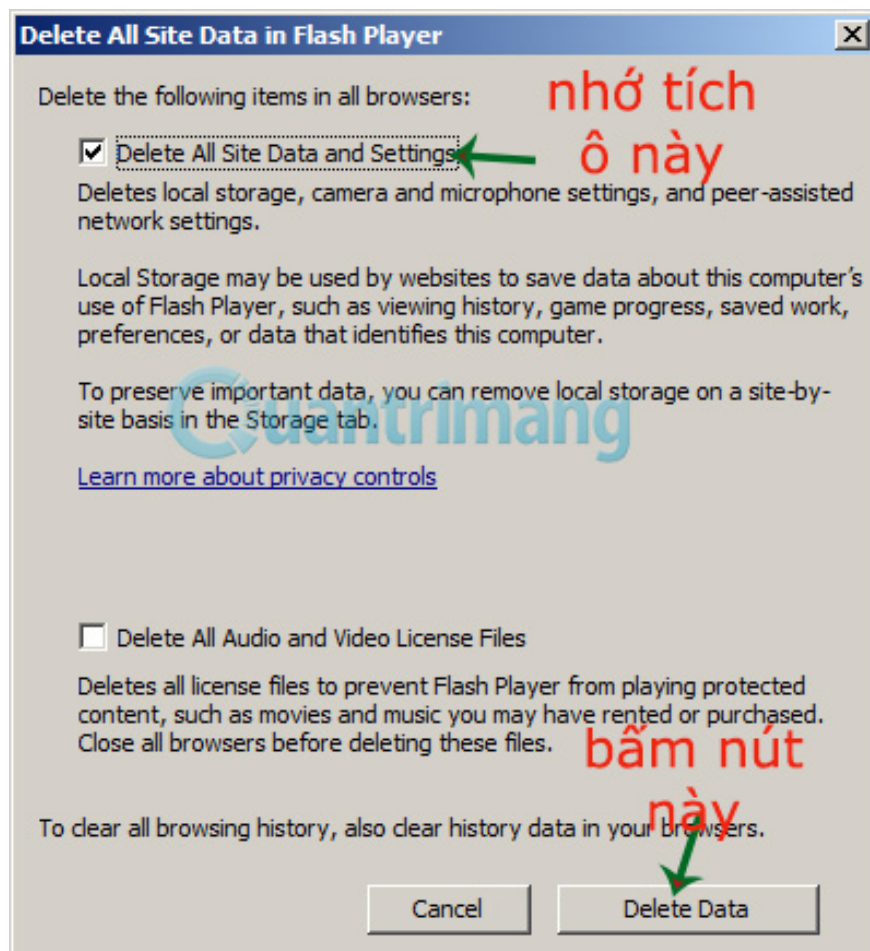 Delete All Site Data in Flash Player
Delete the following items in all browsers:
nhớ tích
ô này
Delete All Site Data and Settings
Deletes local storage, camera and microphone settings, and peer-assisted
network settings.
Local Storage may be used by websites to save data about this computer's
use of Flash Player, such as viewing history, game progress, saved work,
preferences, or data that identifies this computer.
To preserve important data, you can remove local storage on a site-by-
site basis in the Storage tab.
Quantrimang
Learn more about privacy controls
Delete All Audio and Video License Files
Deletes all license files to prevent Flash Player from playing protected
content, such as movies and music you may have rented or purchased.
Close all browsers before deleting these files.
bấm nút
này
To clear all browsing history, also clear history data in your browsers.
Cancel
Delete Data